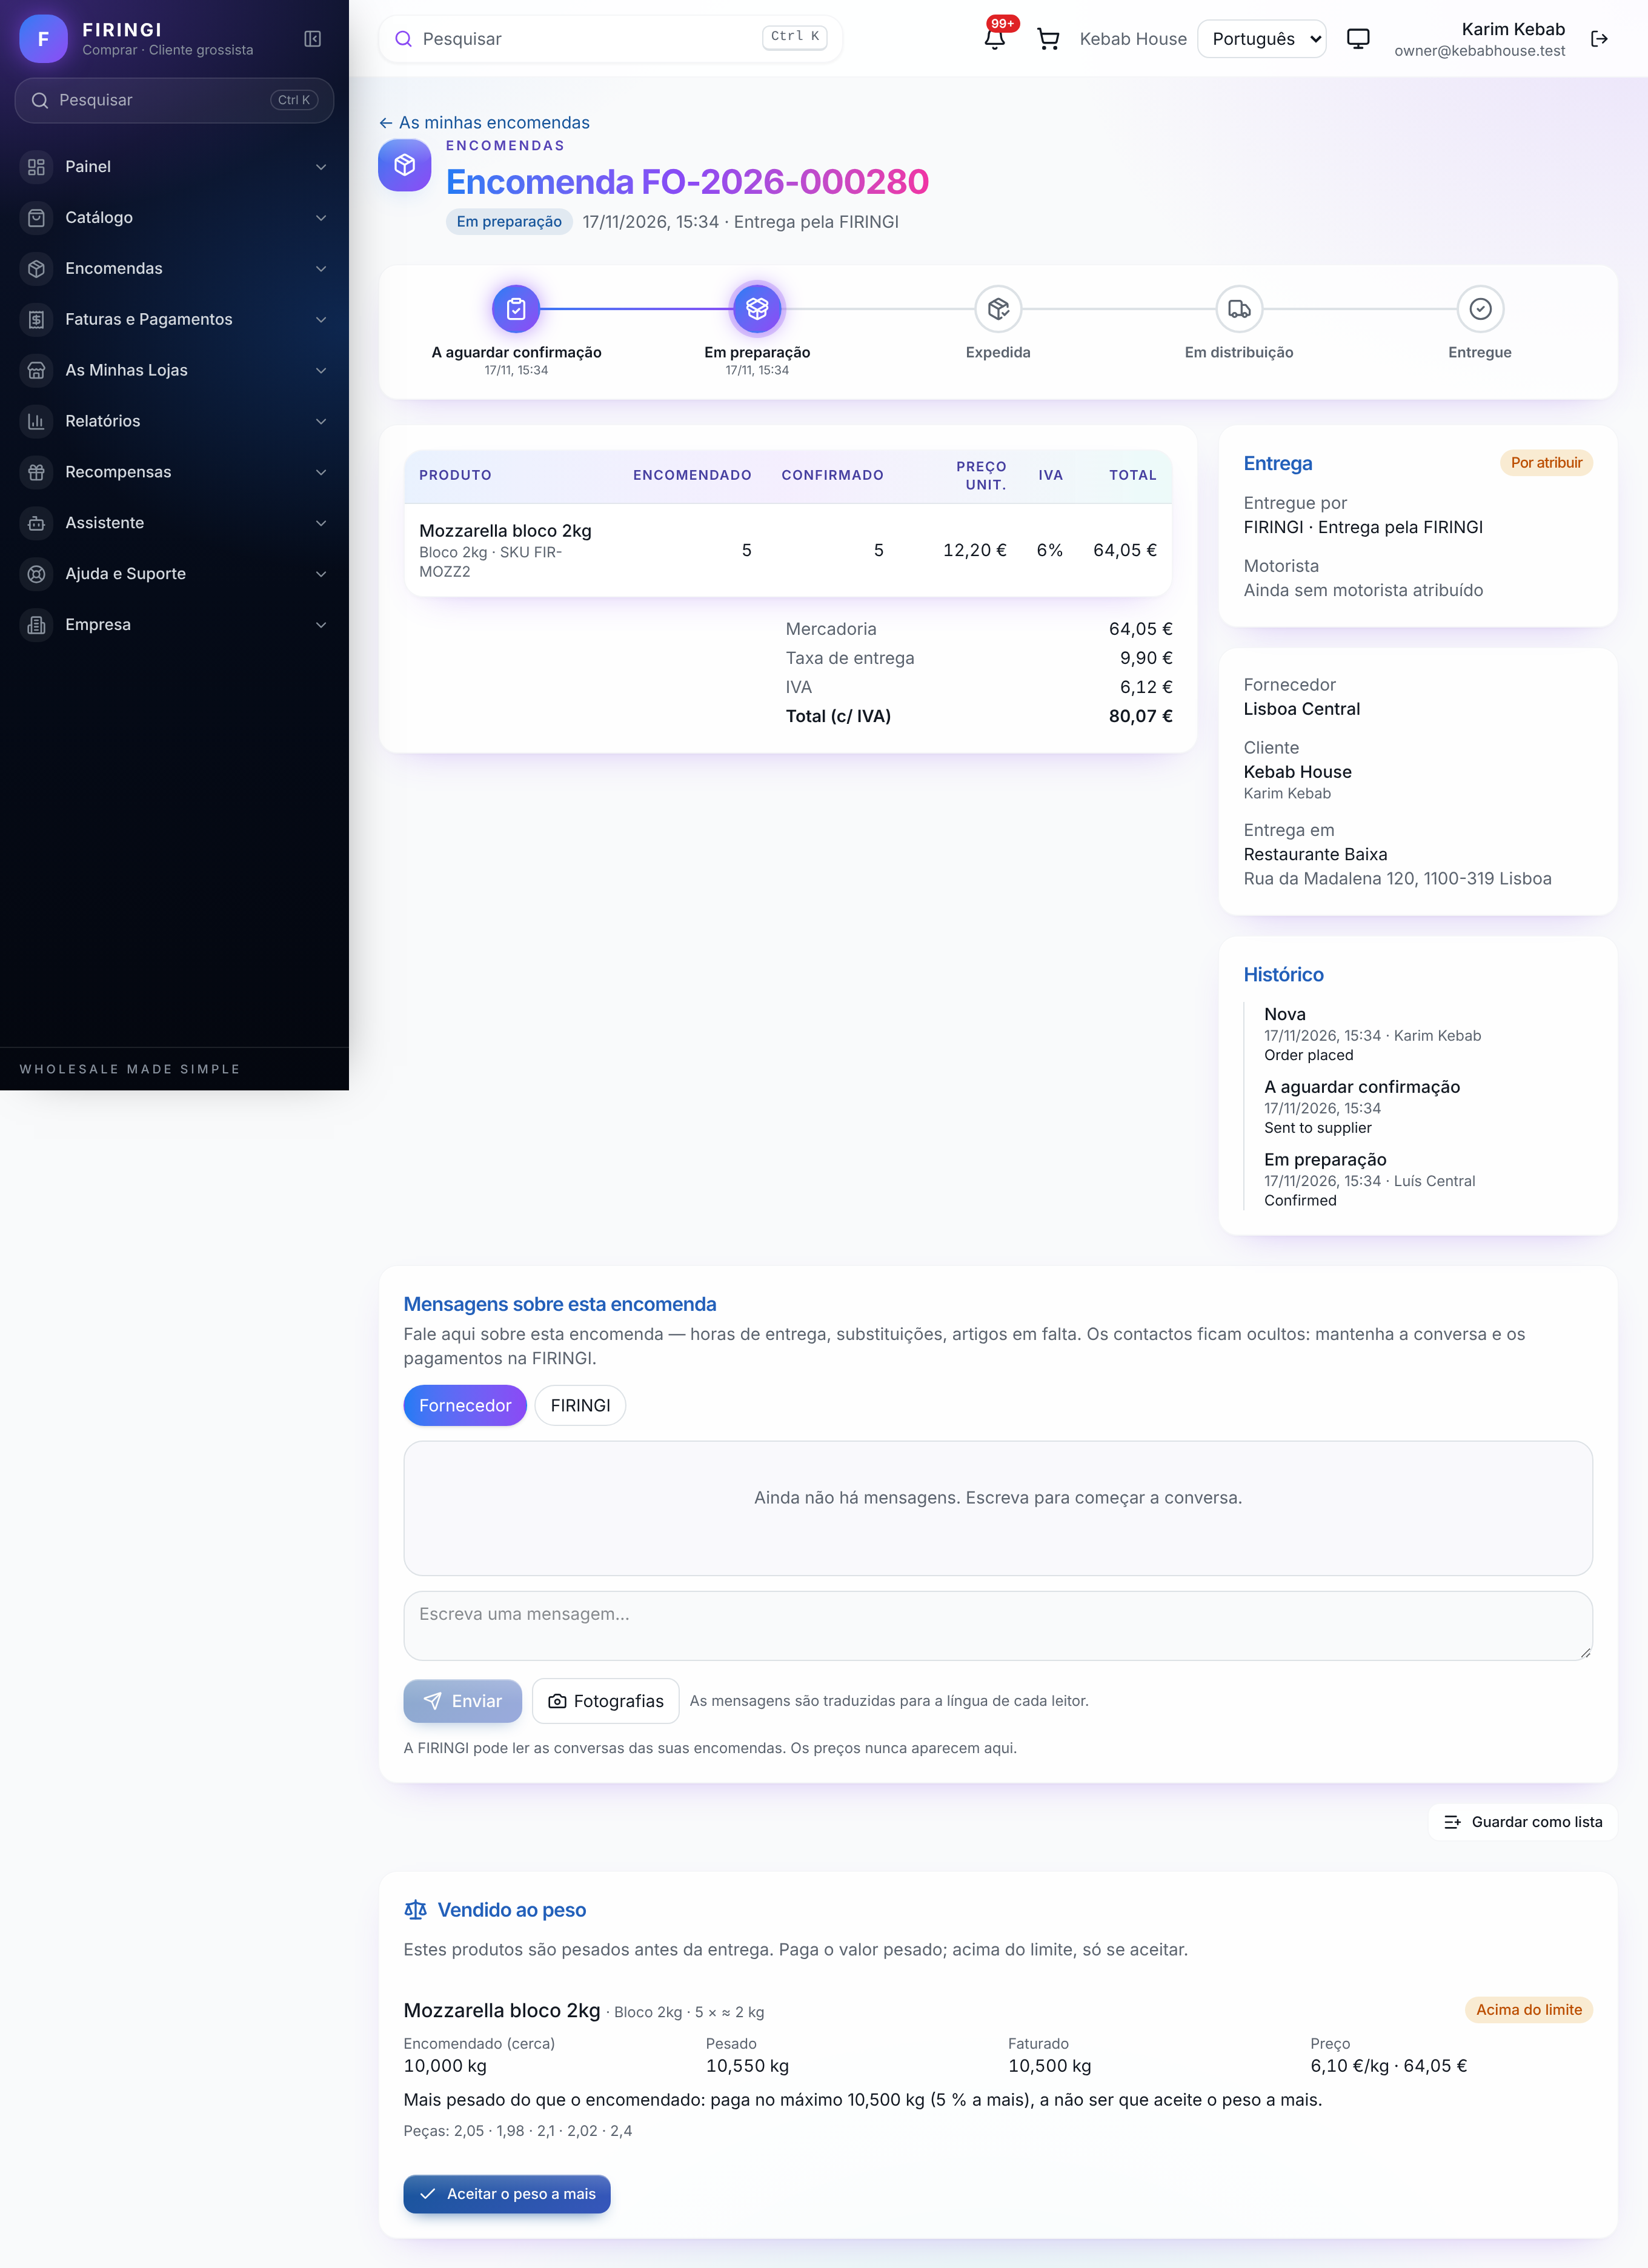 F
FIRINGI
Comprar · Cliente grossista
Pesquisar
Ctrl K
Painel
Catálogo
Encomendas
Faturas e Pagamentos
As Minhas Lojas
Relatórios
Recompensas
Assistente
Ajuda e Suporte
Empresa
WHOLESALE MADE SIMPLE
Pesquisar
Ctrl K
99+
Kebab House
Português
Karim Kebab
owner@kebabhouse.test
← As minhas encomendas
ENCOMENDAS
Encomenda FO-2026-000280
Em preparação
17/11/2026, 15:34 · Entrega pela FIRINGI
A aguardar confirmação
17/11, 15:34
Em preparação
17/11, 15:34
Expedida
Em distribuição
Entregue
PRODUTO
ENCOMENDADO
CONFIRMADO
PREÇO
UNIT.
IVA
TOTAL
Mozzarella bloco 2kg
Bloco 2kg · SKU FIR-
MOZZ2
5
5
12,20 €
6%
64,05 €
Mercadoria
64,05 €
Taxa de entrega
9,90 €
IVA
6,12 €
Total (c/ IVA)
80,07 €
Entrega
Por atribuir
Entregue por
FIRINGI · Entrega pela FIRINGI
Motorista
Ainda sem motorista atribuído
Fornecedor
Lisboa Central
Cliente
Kebab House
Karim Kebab
Entrega em
Restaurante Baixa
Rua da Madalena 120, 1100-319 Lisboa
Histórico
Nova
17/11/2026, 15:34 · Karim Kebab
Order placed
A aguardar confirmação
17/11/2026, 15:34
Sent to supplier
Em preparação
17/11/2026, 15:34 · Luís Central
Confirmed
Mensagens sobre esta encomenda
Fale aqui sobre esta encomenda — horas de entrega, substituições, artigos em falta. Os contactos ficam ocultos: mantenha a conversa e os
pagamentos na FIRINGI.
Fornecedor
FIRINGI
Ainda não há mensagens. Escreva para começar a conversa.
Escreva uma mensagem...
Enviar
Fotografias
As mensagens são traduzidas para a língua de cada leitor.
A FIRINGI pode ler as conversas das suas encomendas. Os preços nunca aparecem aqui.
Guardar como lista
Vendido ao peso
Estes produtos são pesados antes da entrega. Paga o valor pesado; acima do limite, só se aceitar.
Mozzarella bloco 2kg · Bloco 2kg · 5 × ≈ 2 kg
Acima do limite
Encomendado (cerca)
10,000 kg
Pesado
10,550 kg
Faturado
10,500 kg
Preço
6,10 €/kg · 64,05 €
Mais pesado do que o encomendado: paga no máximo 10,500 kg (5 % a mais), a não ser que aceite o peso a mais.
Peças: 2,05 · 1,98 · 2,1 · 2,02 · 2,4
Aceitar o peso a mais